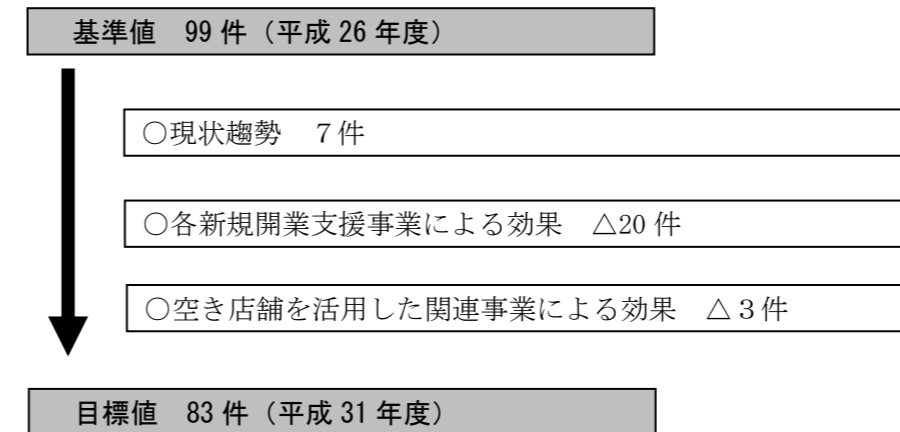 基準値　99 件（平成 26 年度）
○現状趨勢　７件
○各新規開業支援事業による効果　△20 件
○空き店舗を活用した関連事業による効果　△３件
目標値　83 件（平成 31 年度）